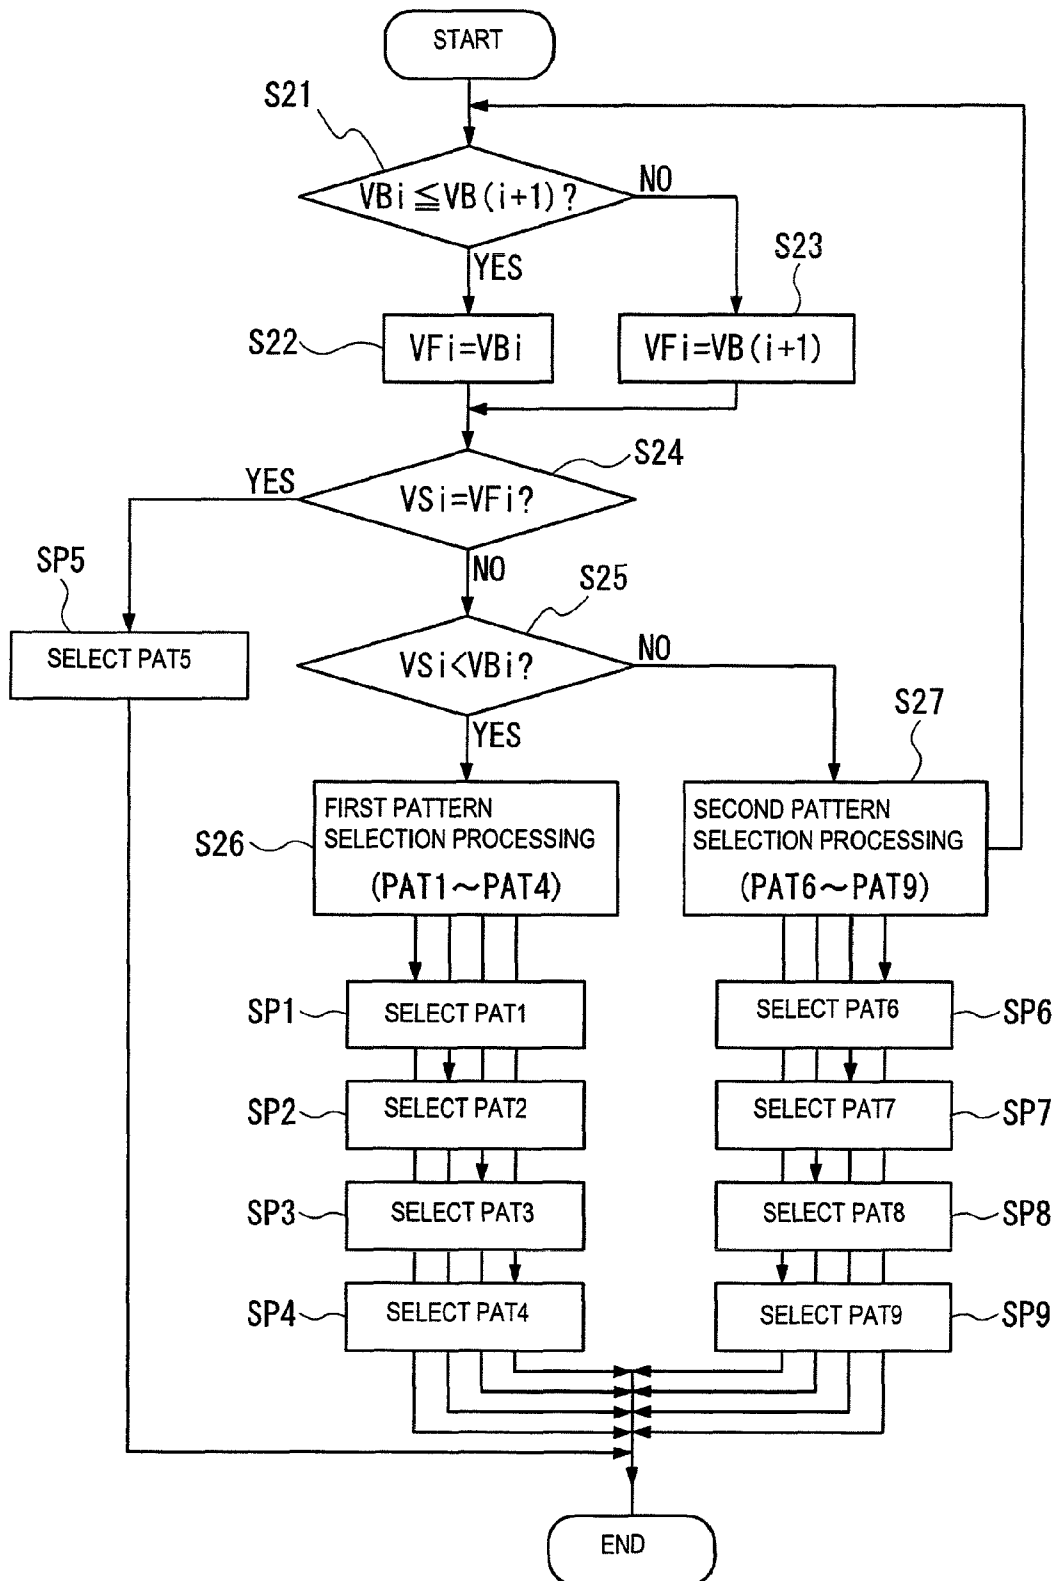 START
S21
VBi≦VB(i+1)?
NO
YES
S23
S22
VFi=VBi
VFi=VB(i+1)
S24
YES
VSi=VFi?
SP5
NO
S25
SELECT PAT5
VSi<VBi?
NO
YES
S27
FIRST PATTERN
SELECTION PROCESSING
(PAT1～PAT4)
S26
SECOND PATTERN
SELECTION PROCESSING
(PAT6～PAT9)
SP1
SELECT PAT1
SELECT PAT6
SP6
SP2
SELECT PAT2
SELECT PAT7
SP7
SP3
SELECT PAT3
SELECT PAT8
SP8
SP4
SELECT PAT4
SELECT PAT9
SP9
END